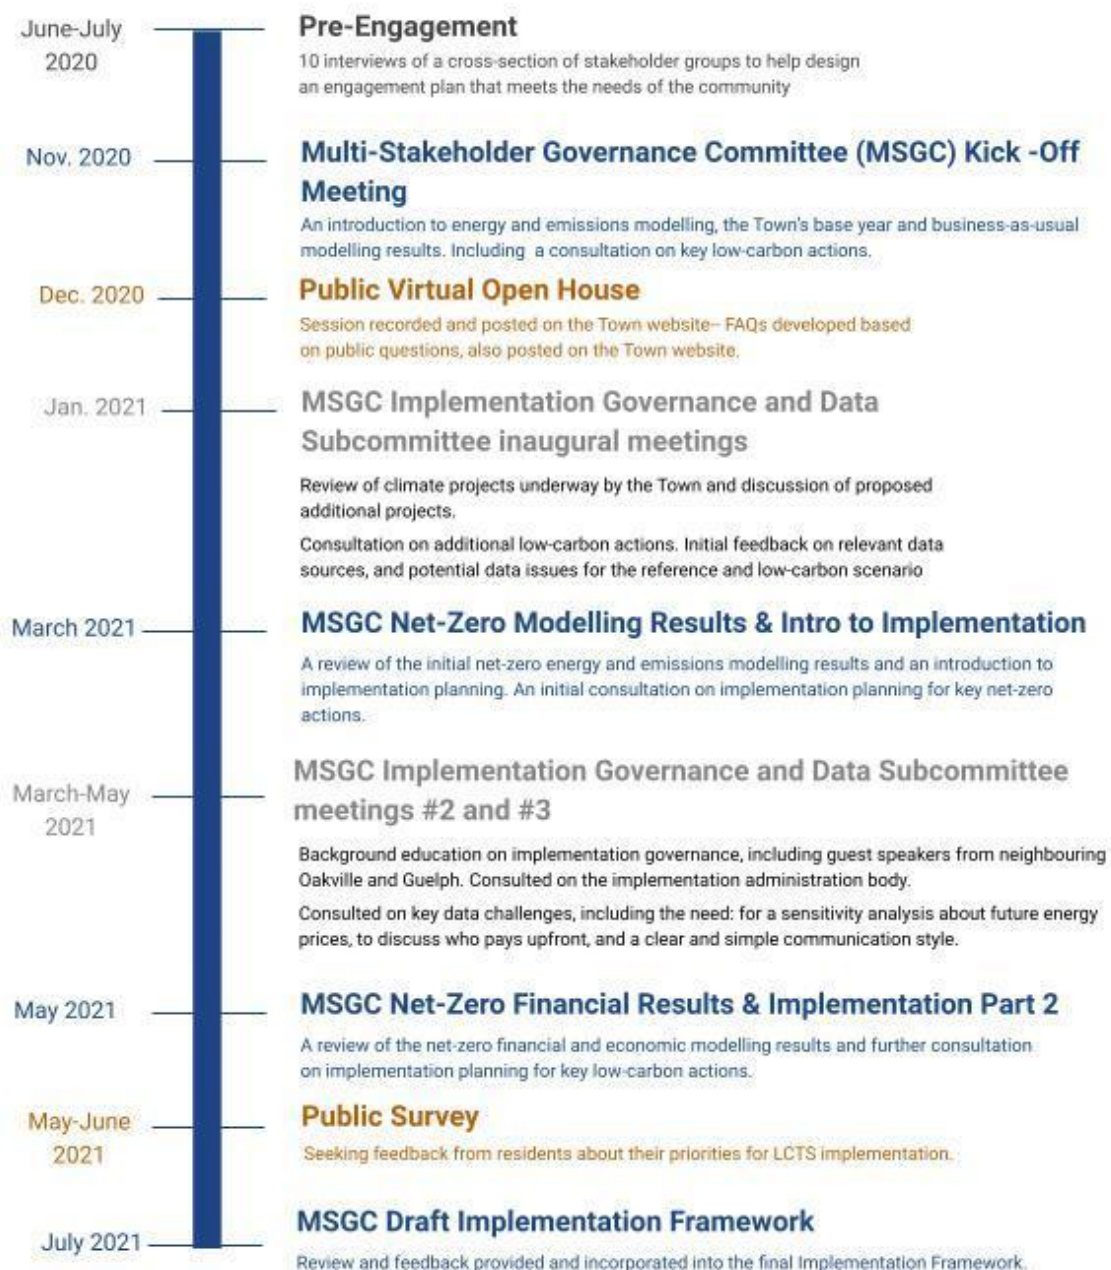 June-July
2020
Pre-Engagement
10 interviews of a cross-section of stakeholder groups to help design
an engagement plan that meets the needs of the community
Nov. 2020
Multi-Stakeholder Governance Committee (MSGC) Kick -Off
Meeting
An introduction to energy and emissions modelling, the Town's base year and business-as-usual
modelling results. Including a consultation on key low-carbon actions.
Dec. 2020
Public Virtual Open House
Session recorded and posted on the Town website– FAQs developed based
on public questions, also posted on the Town website.
Jan. 2021
MSGC Implementation Governance and Data
Subcommittee inaugural meetings
Review of climate projects underway by the Town and discussion of proposed
additional projects.
Consultation on additional low-carbon actions. Initial feedback on relevant data
sources, and potential data issues for the reference and low-carbon scenario
March 2021
MSGC Net-Zero Modelling Results & Intro to Implementation
A review of the initial net-zero energy and emissions modelling results and an introduction to
implementation planning. An initial consultation on implementation planning for key net-zero
actions.
March-May
2021
MSGC Implementation Governance and Data Subcommittee
meetings #2 and #3
Background education on implementation governance, including guest speakers from neighbouring
Oakville and Guelph. Consulted on the implementation administration body.
Consulted on key data challenges, including the need: for a sensitivity analysis about future energy
prices, to discuss who pays upfront, and a clear and simple communication style.
May 2021
MSGC Net-Zero Financial Results & Implementation Part 2
A review of the net-zero financial and economic modelling results and further consultation
on implementation planning for key low-carbon actions.
May-June
2021
Public Survey
Seeking feedback from residents about their priorities for LCTS implementation.
July 2021
MSGC Draft Implementation Framework
Review and feedback provided and incorporated into the final Implementation Framework.